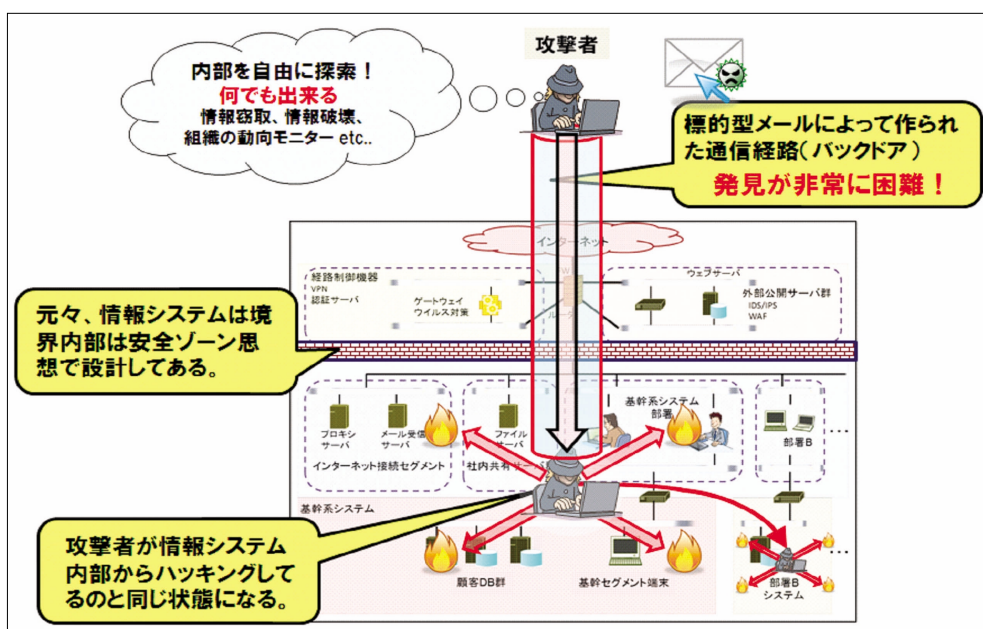 攻撃者
内部を自由に探索！
何でも出来る
情報窃取、情報破壊、
組織の動向モニター etc..
標的型メールによって作られ
た通信経路（バックドア）
発見が非常に困難！
インターネット
経路制御機器
VPN
認証サーバ
ゲートウェイ
ウイルス対策
ウェブサーバ
外部公開サーバ群
IDS/IPS
WAF
元々、情報システムは境
界内部は安全ゾーン思
想で設計してある。
プロキシ
サーバ
メール受信
サーバ
インターネット接続セグメント
ファイル
サーバ
社内共有サーバ
基幹系システム
部署
部署B
攻撃者が情報システム
内部からハッキングして
るのと同じ状態になる。
基幹系システム
顧客DB群
基幹セグメント端末
部署B
システム